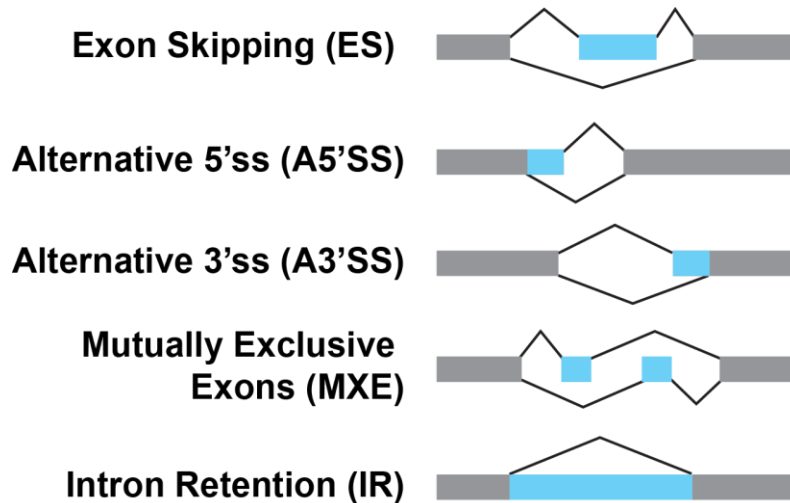 Exon Skipping (ES)
Alternative 5'ss (A5'SS)
Alternative 3'ss (A3'SS)
Mutually Exclusive
Exons (MXE)
Intron Retention (IR)